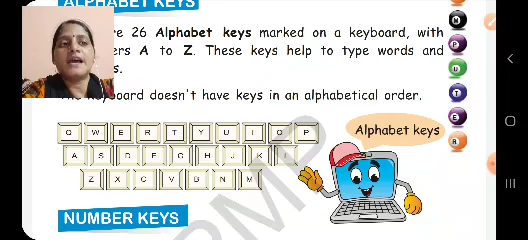 ALPHABET KEYS
re 26 Alphabet keys marked on a keyboard, with
ers A to Z. These keys help to type words and
s.
keyboard doesn't have keys in an alphabetical order.
Q W E R T Y U I O P
A S D F G H J K L
Z X C V B N M
Alphabet keys
NUMBER KEYS
M
P
U
T
E
R